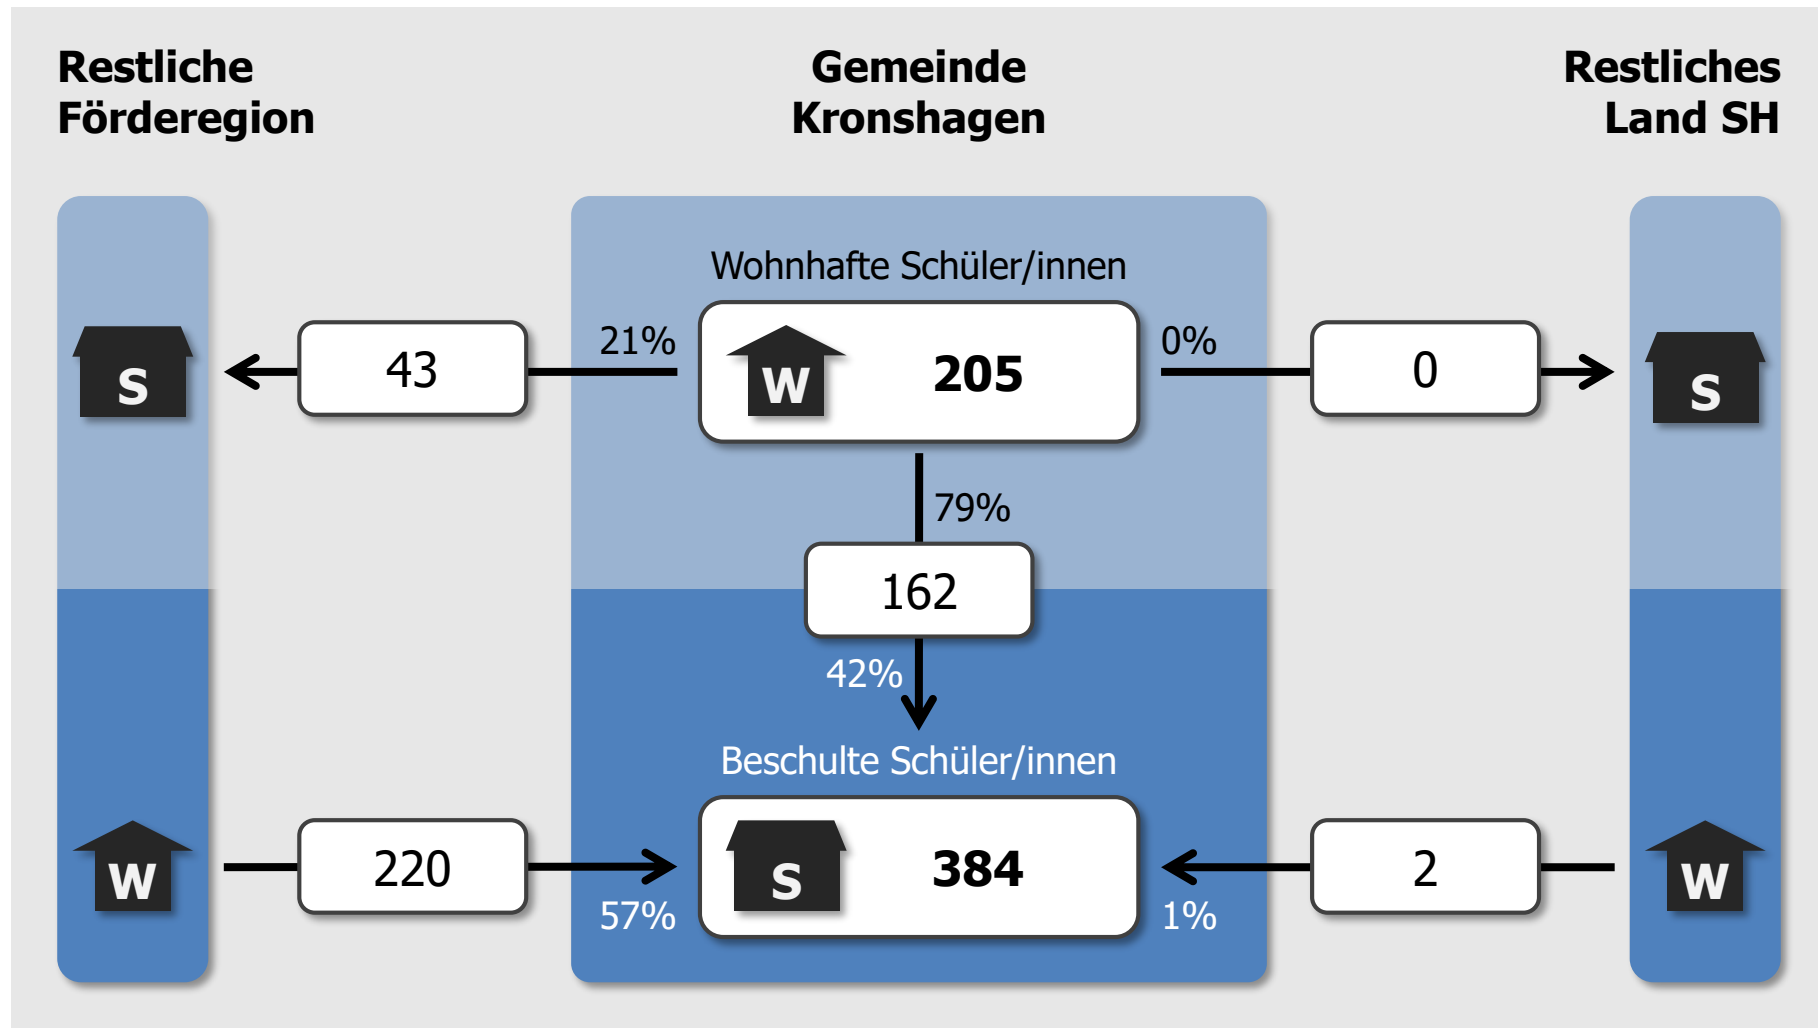 Restliche
Förderegion
Gemeinde
Kronshagen
Restliches
Land SH
Wohnhafte Schüler/innen
S
43
21%
W
205
0%
0
S
79%
162
42%
Beschulte Schüler/innen
W
220
57%
S
384
1%
2
W